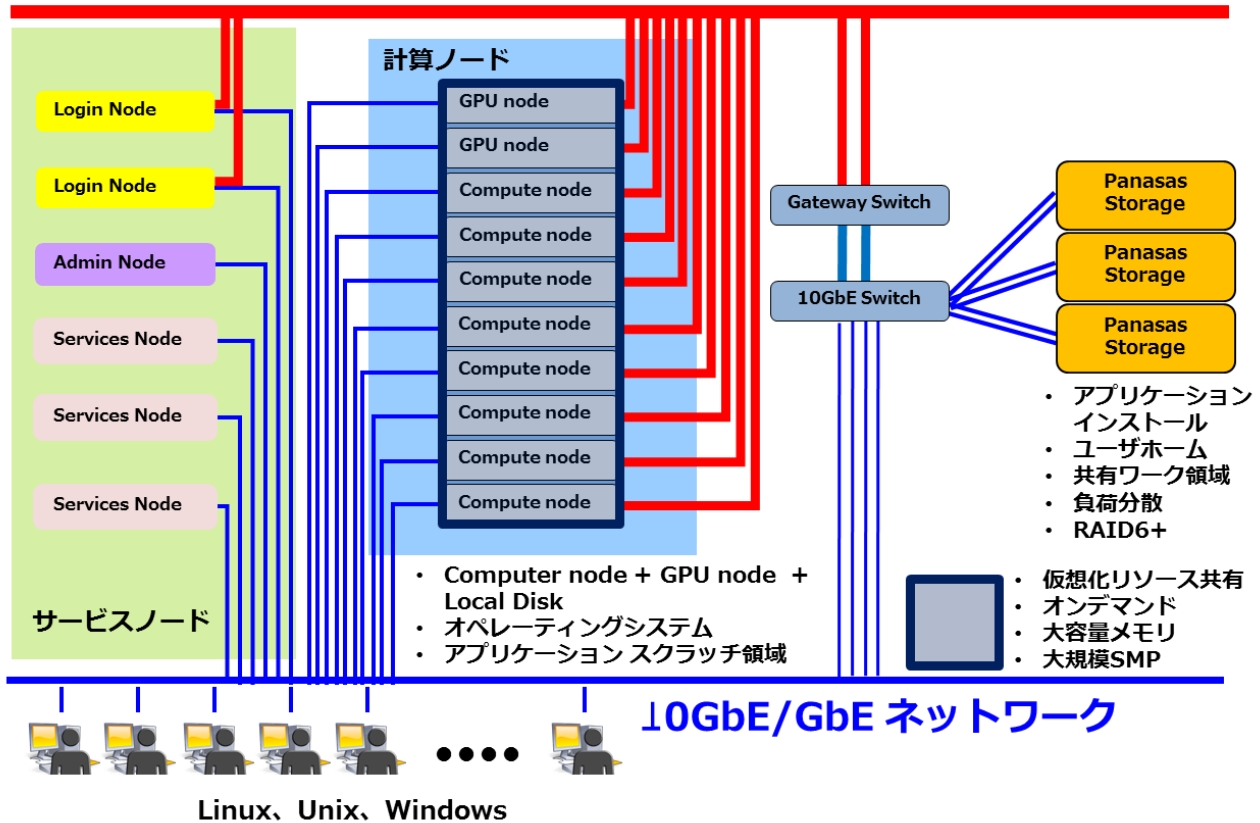 計算ノード
Login Node
Login Node
Admin Node
Services Node
Services Node
Services Node
サービスノード
GPU node
GPU node
Compute node
Compute node
Compute node
Compute node
Compute node
Compute node
Compute node
Compute node
・ Computer node + GPU node +
Local Disk
・ オペレーティングシステム
・ アプリケーション スクラッチ領域
Gateway Switch
10GbE Switch
Panasas
Storage
Panasas
Storage
Panasas
Storage
・ アプリケーション
インストール
・ ユーザホーム
・ 共有ワーク領域
・ 負荷分散
・ RAID6+
・ 仮想化リソース共有
・ オンデマンド
・ 大容量メモリ
・ 大規模SMP
10GbE/GbE ネットワーク
Linux、Unix、Windows